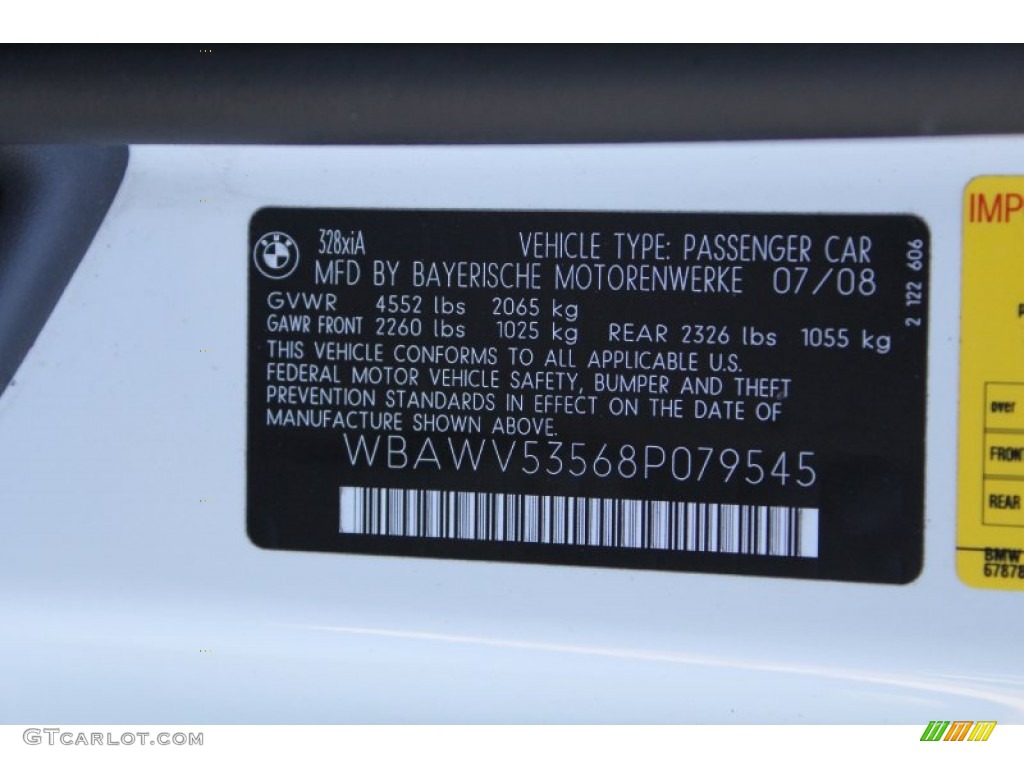 328xiA VEHICLE TYPE: PASSENGER CAR
MFD BY BAYERISCHE MOTORENWERKE 07/08
GVWR 4552 lbs 2065 kg
GAWR FRONT 2260 lbs 1025 kg REAR 2326 lbs 1055 kg
THIS VEHICLE CONFORMS TO ALL APPLICABLE U.S.
FEDERAL MOTOR VEHICLE SAFETY, BUMPER AND THEFT
PREVENTION STANDARDS IN EFFECT ON THE DATE OF
MANUFACTURE SHOWN ABOVE.
WBAWV53568P079545
2 122 606
over
FRONT
REAR
BMW
GTCARLOT.COM